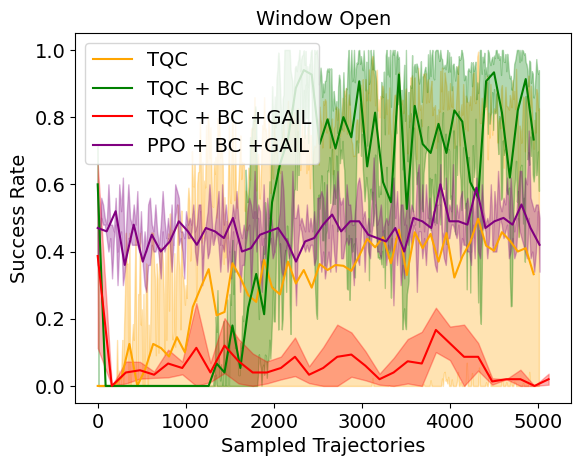 Window Open
1.0
0.8
0.6
0.4
0.2
0.0
Success Rate
TQC
TQC + BC
TQC + BC +GAIL
PPO + BC +GAIL
0 1000 2000 3000 4000 5000
Sampled Trajectories